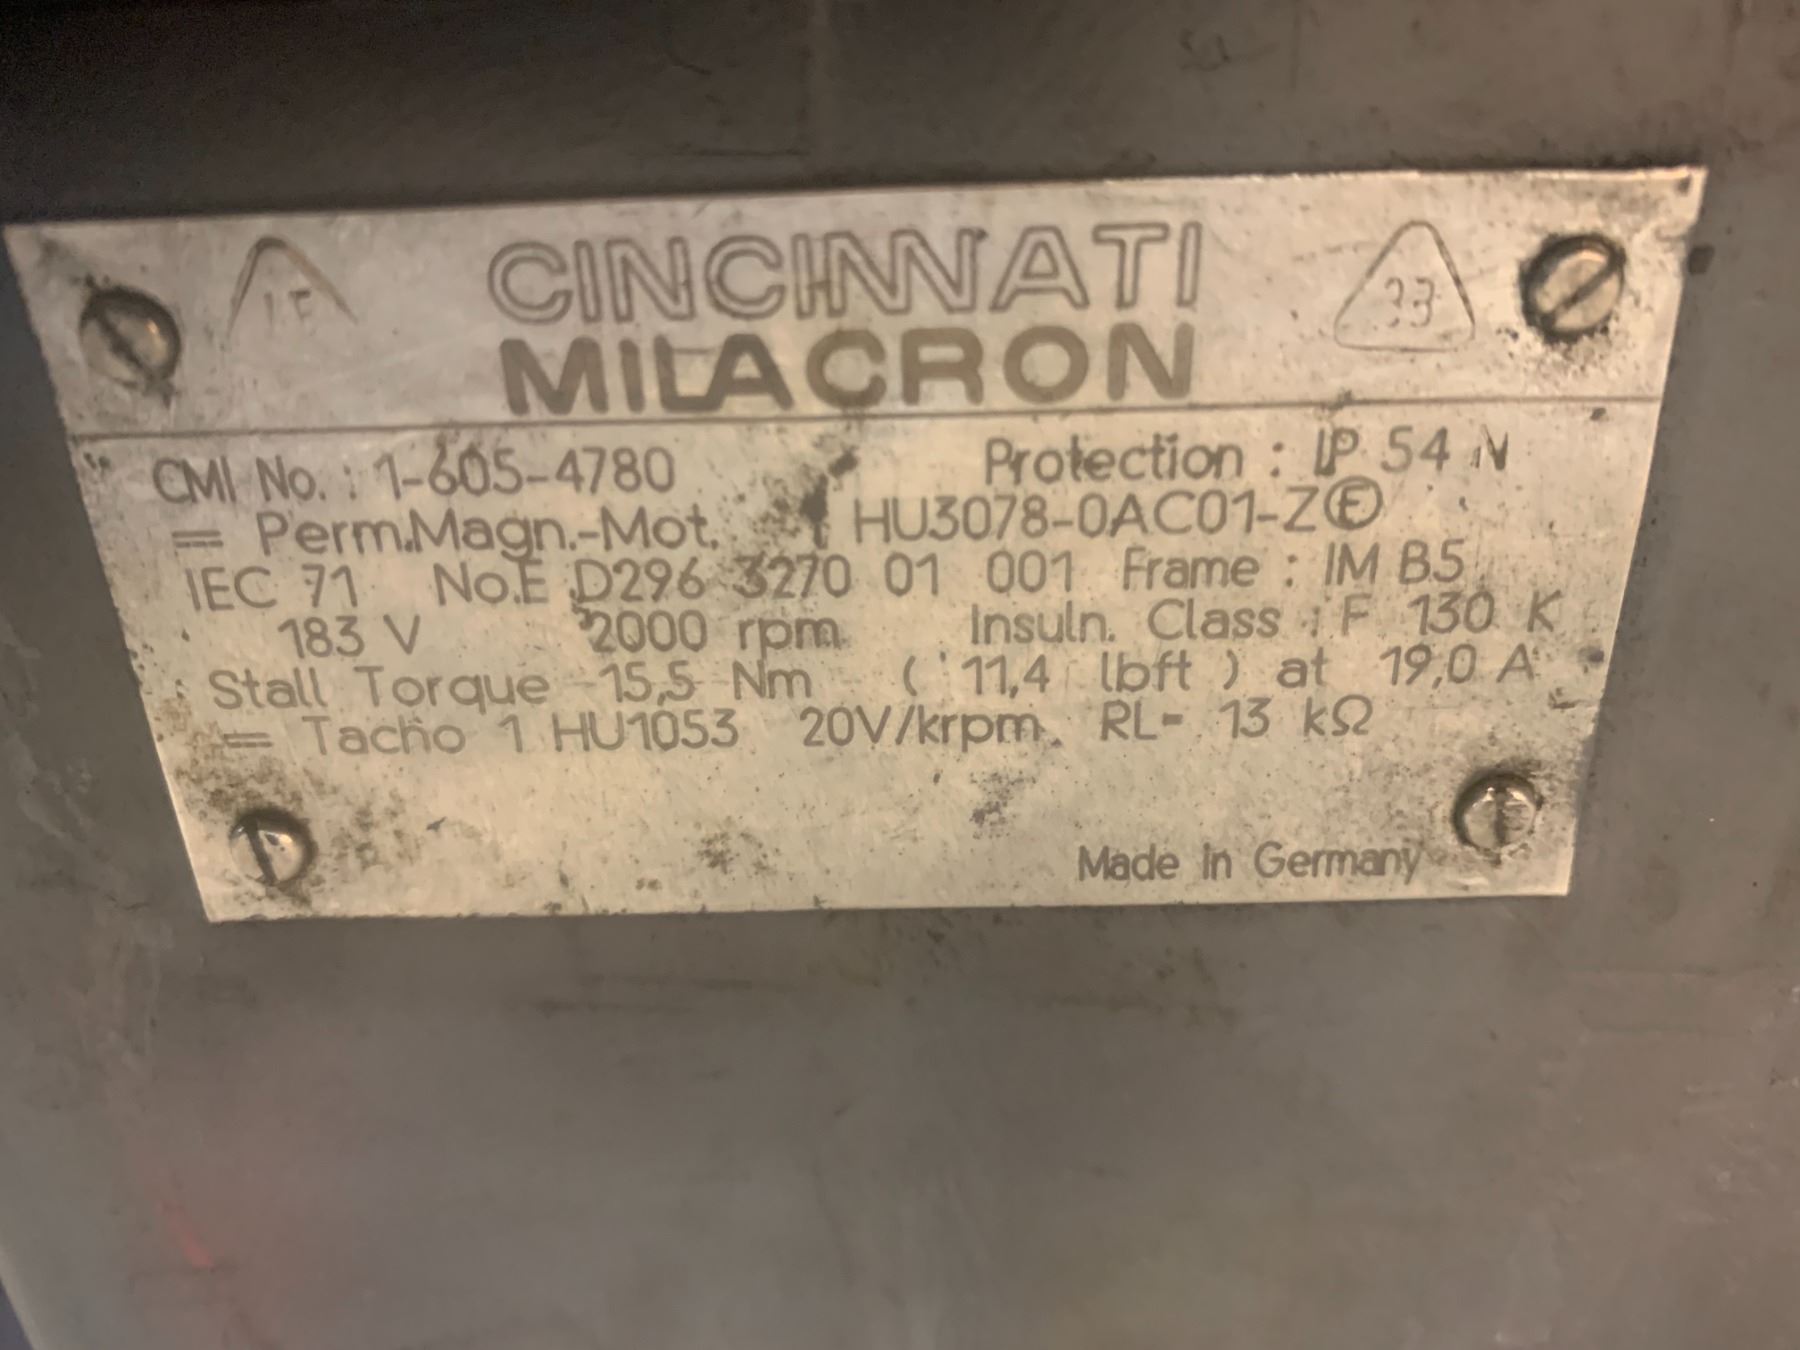 CINCINNATI
MILACRON
33
CMI No. : 1-605-4780 Protection : IP 54 N
= Perm.Magn.-Mot. 1 HU3078-0AC01-Z Ⓔ
IEC 71 No.E D296 3270 01 001 Frame : IM B5
183 V 2000 rpm Insuln. Class : F 130 K
Stall Torque 15,5 Nm ( 11,4 lbft ) at 19,0 A
= Tacho 1 HU1053 20V/krpm. RL= 13 kΩ
Made in Germany